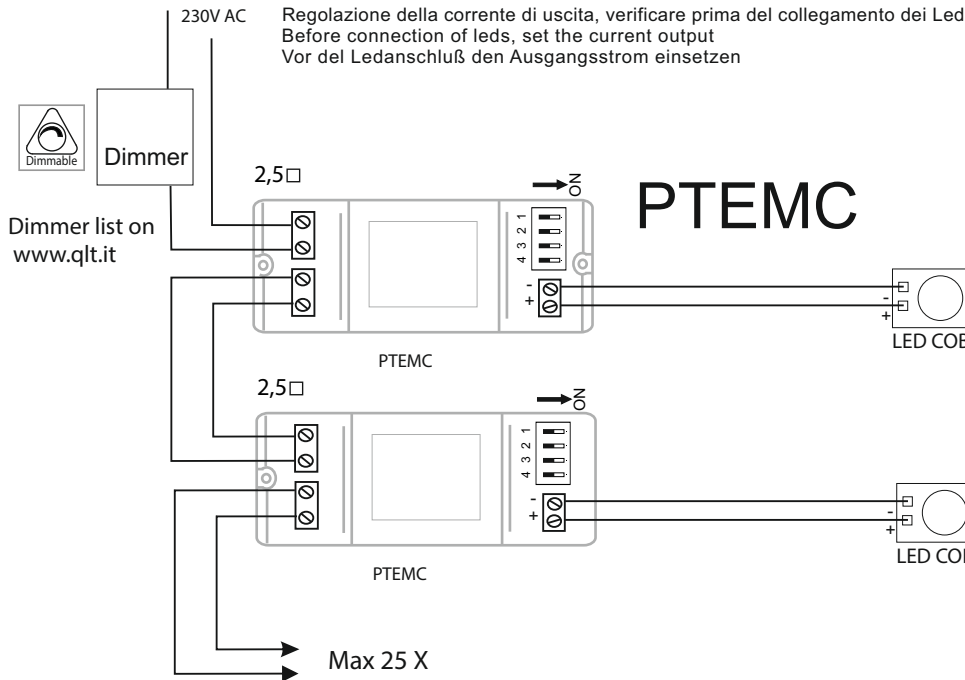 230V AC
Regolazione della corrente di uscita, verificare prima del collegamento dei Led
Before connection of leds, set the current output
Vor del Ledanschluß den Ausgangsstrom einsetzen
Dimmable
Dimmer
Dimmer list on
www.qlt.it
2,5□
ON
1
2
3
4
-
+
PTEMC
-
+
LED COB
PTEMC
2,5□
ON
1
2
3
4
-
+
-
+
PTEMC
Max 25 X